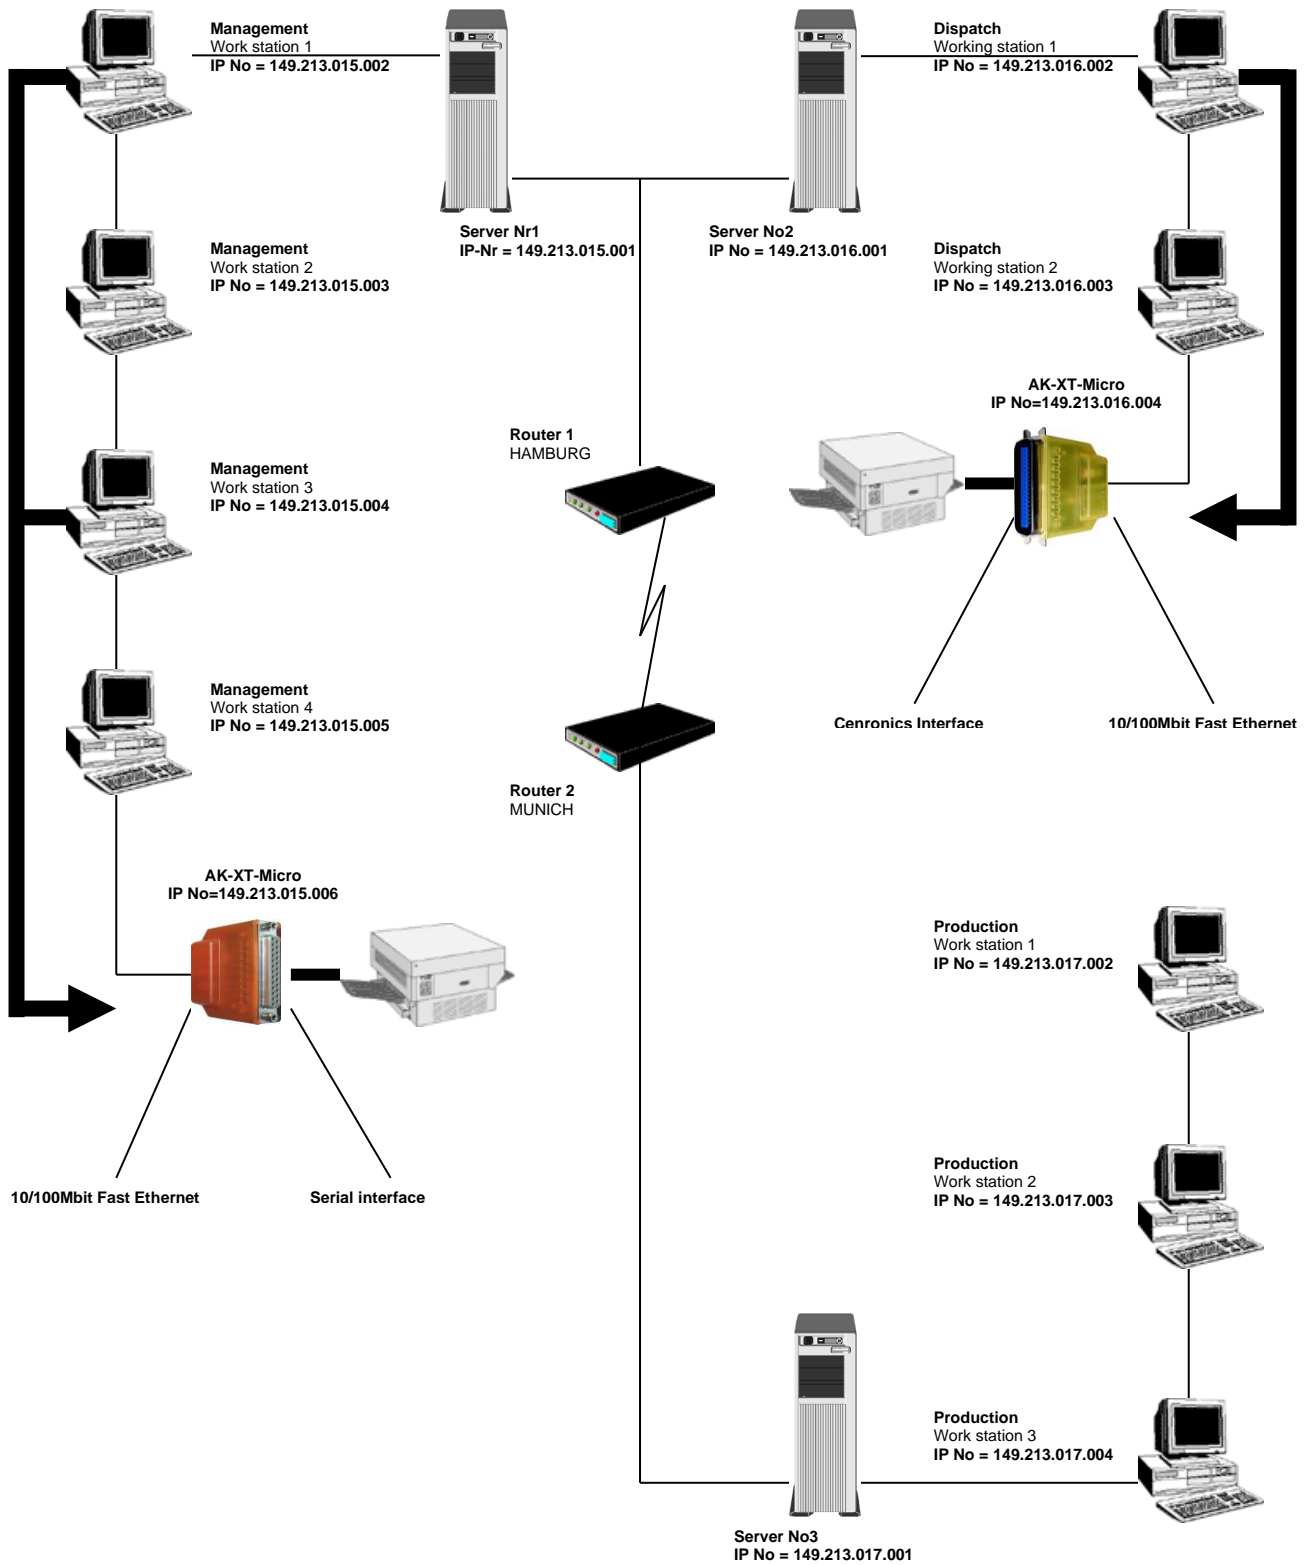 Management
Work station 1
IP No = 149.213.015.002
Dispatch
Working station 1
IP No = 149.213.016.002
Server Nr1
IP-Nr = 149.213.015.001
Server No2
IP No = 149.213.016.001
Management
Work station 2
IP No = 149.213.015.003
Dispatch
Working station 2
IP No = 149.213.016.003
AK-XT-Micro
IP No=149.213.016.004
Router 1
HAMBURG
Management
Work station 3
IP No = 149.213.015.004
Management
Work station 4
IP No = 149.213.015.005
Cenronics Interface
10/100Mbit Fast Ethernet
Router 2
MUNICH
AK-XT-Micro
IP No=149.213.015.006
Production
Work station 1
IP No = 149.213.017.002
10/100Mbit Fast Ethernet
Serial interface
Production
Work station 2
IP No = 149.213.017.003
Production
Work station 3
IP No = 149.213.017.004
Server No3
IP No = 149.213.017.001